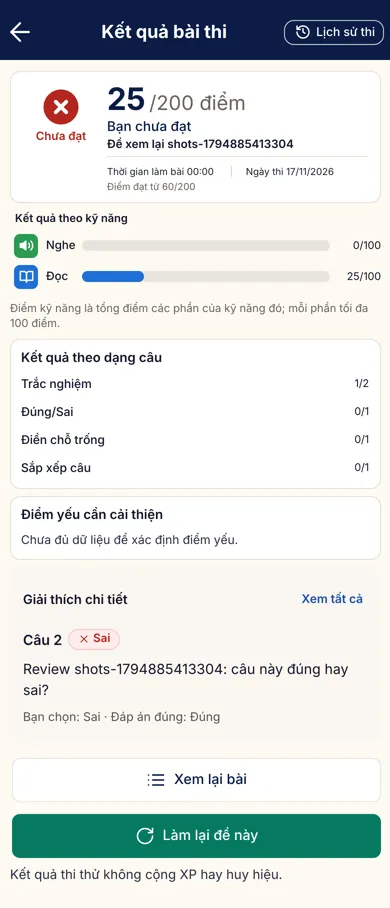 Kết quả bài thi
Lịch sử thi
25 /200 điểm
Bạn chưa đạt
Chưa đạt
Đề xem lại shots-1794885413304
Thời gian làm bài 00:00
Ngày thi 17/11/2026
Điểm đạt từ 60/200
Kết quả theo kỹ năng
Nghe 0/100
Đọc 25/100
Điểm kỹ năng là tổng điểm các phần của kỹ năng đó; mỗi phần tối đa
100 điểm.
Kết quả theo dạng câu
Trắc nghiệm 1/2
Đúng/Sai 0/1
Điền chỗ trống 0/1
Sắp xếp câu 0/1
Điểm yếu cần cải thiện
Chưa đủ dữ liệu để xác định điểm yếu.
Giải thích chi tiết
Xem tất cả
Câu 2 Sai
Review shots-1794885413304: câu này đúng hay
sai?
Bạn chọn: Sai · Đáp án đúng: Đúng
Xem lại bài
Làm lại đề này
Kết quả thi thử không cộng XP hay huy hiệu.